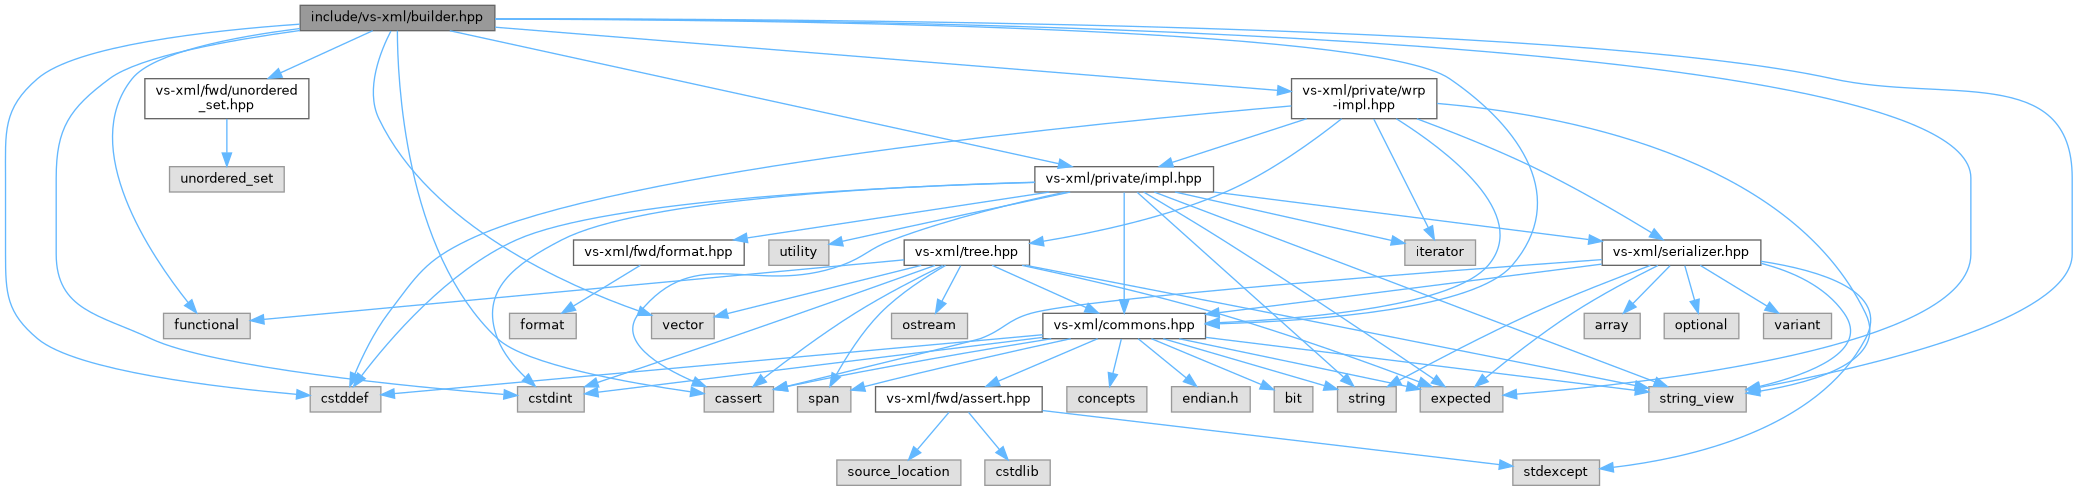 include/vs-xml/builder.hpp
vs-xml/fwd/unordered
_set.hpp
vs-xml/private/wrp
-impl.hpp
unordered_set
vs-xml/private/impl.hpp
vs-xml/fwd/format.hpp
utility
vs-xml/tree.hpp
iterator
vs-xml/serializer.hpp
functional
format
vector
ostream
vs-xml/commons.hpp
array
optional
variant
cstddef
cstdint
cassert
span
vs-xml/fwd/assert.hpp
concepts
endian.h
bit
string
expected
string_view
source_location
cstdlib
stdexcept